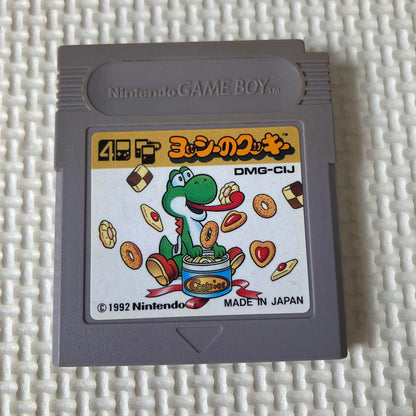 Nintendo GAME BOY TM
4 ヨッシーのクッキー TM
DMG-CIJ
Cookies
© 1992 Nintendo MADE IN JAPAN